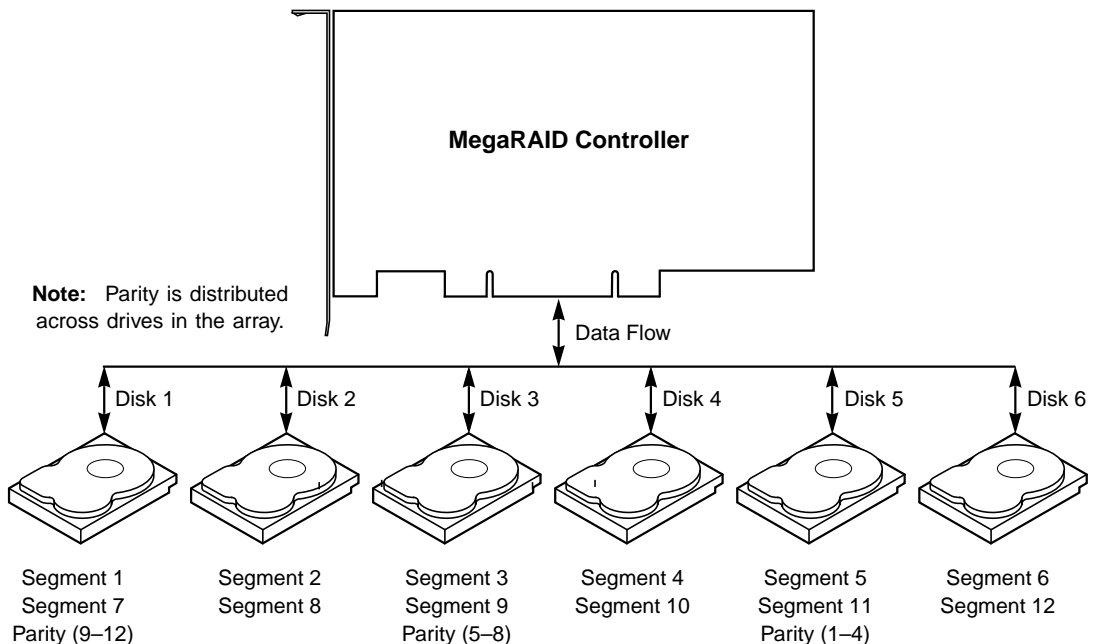 MegaRAID Controller
Note: Parity is distributed
across drives in the array.
Data Flow
Disk 1
Disk 2
Disk 3
Disk 4
Disk 5
Disk 6
Segment 1
Segment 7
Parity (9–12)
Segment 2
Segment 8
Segment 3
Segment 9
Parity (5–8)
Segment 4
Segment 10
Segment 5
Segment 11
Parity (1–4)
Segment 6
Segment 12